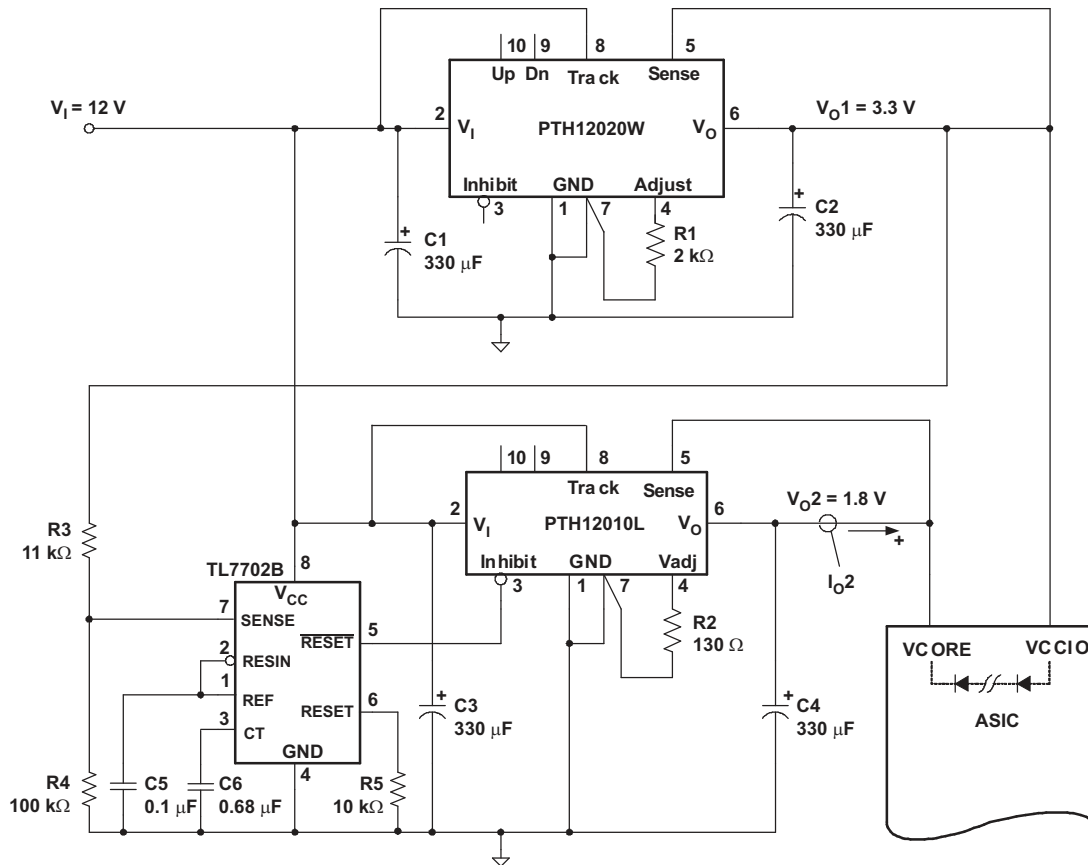 10 9 8 5
Up Dn Track Sense
V_I = 12 V
2 V_I PTH12020W V_O 6
V_O1 = 3.3 V
Inhibit GND Adjust
3 1 7 4
+ C1
330 µF
R1
2 kΩ
+ C2
330 µF
10 9 8 5
Track Sense
2 V_I PTH12010L V_O 6
V_O2 = 1.8 V
+
I_O2
Inhibit GND Vadj
3 1 7 4
R3
11 kΩ
TL7702B 8
V_CC
7 SENSE
RESET 5
2 RESIN
1 REF
RESET 6
3 CT
GND
4
R2
130 Ω
+ C3
330 µF
+ C4
330 µF
R4
100 kΩ
C5
0.1 µF
C6
0.68 µF
R5
10 kΩ
VCORE VCCIO
ASIC